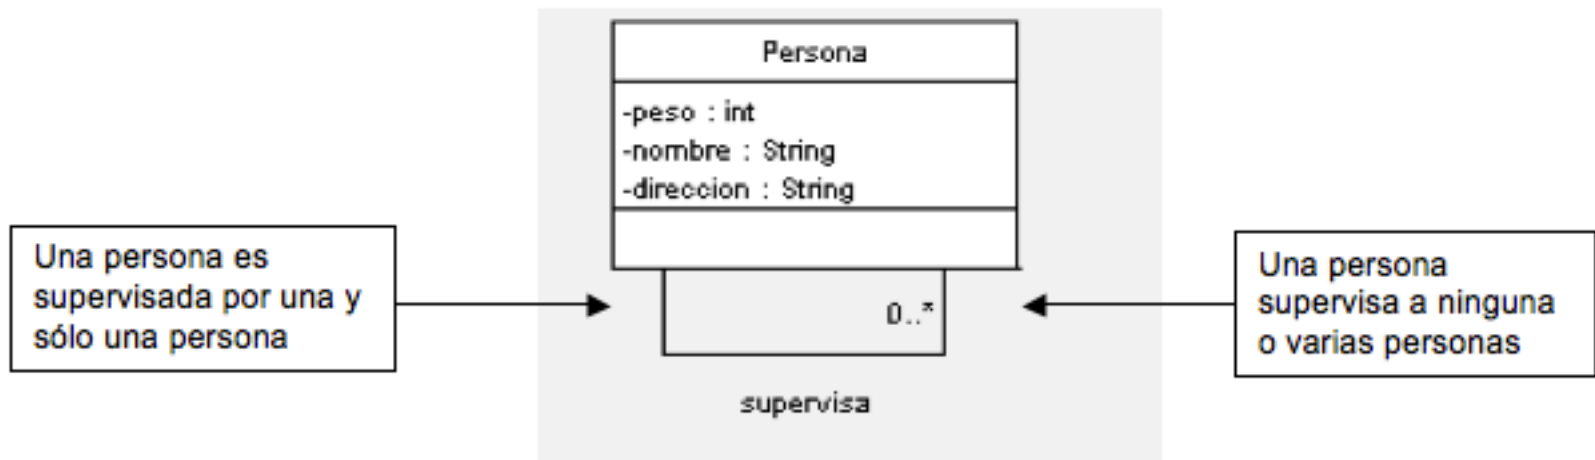 Persona
-peso : int
-nombre : String
-direccion : String
Una persona es
supervisada por una y
sólo una persona
0..*
Una persona
supervisa a ninguna
o varias personas
supervisa